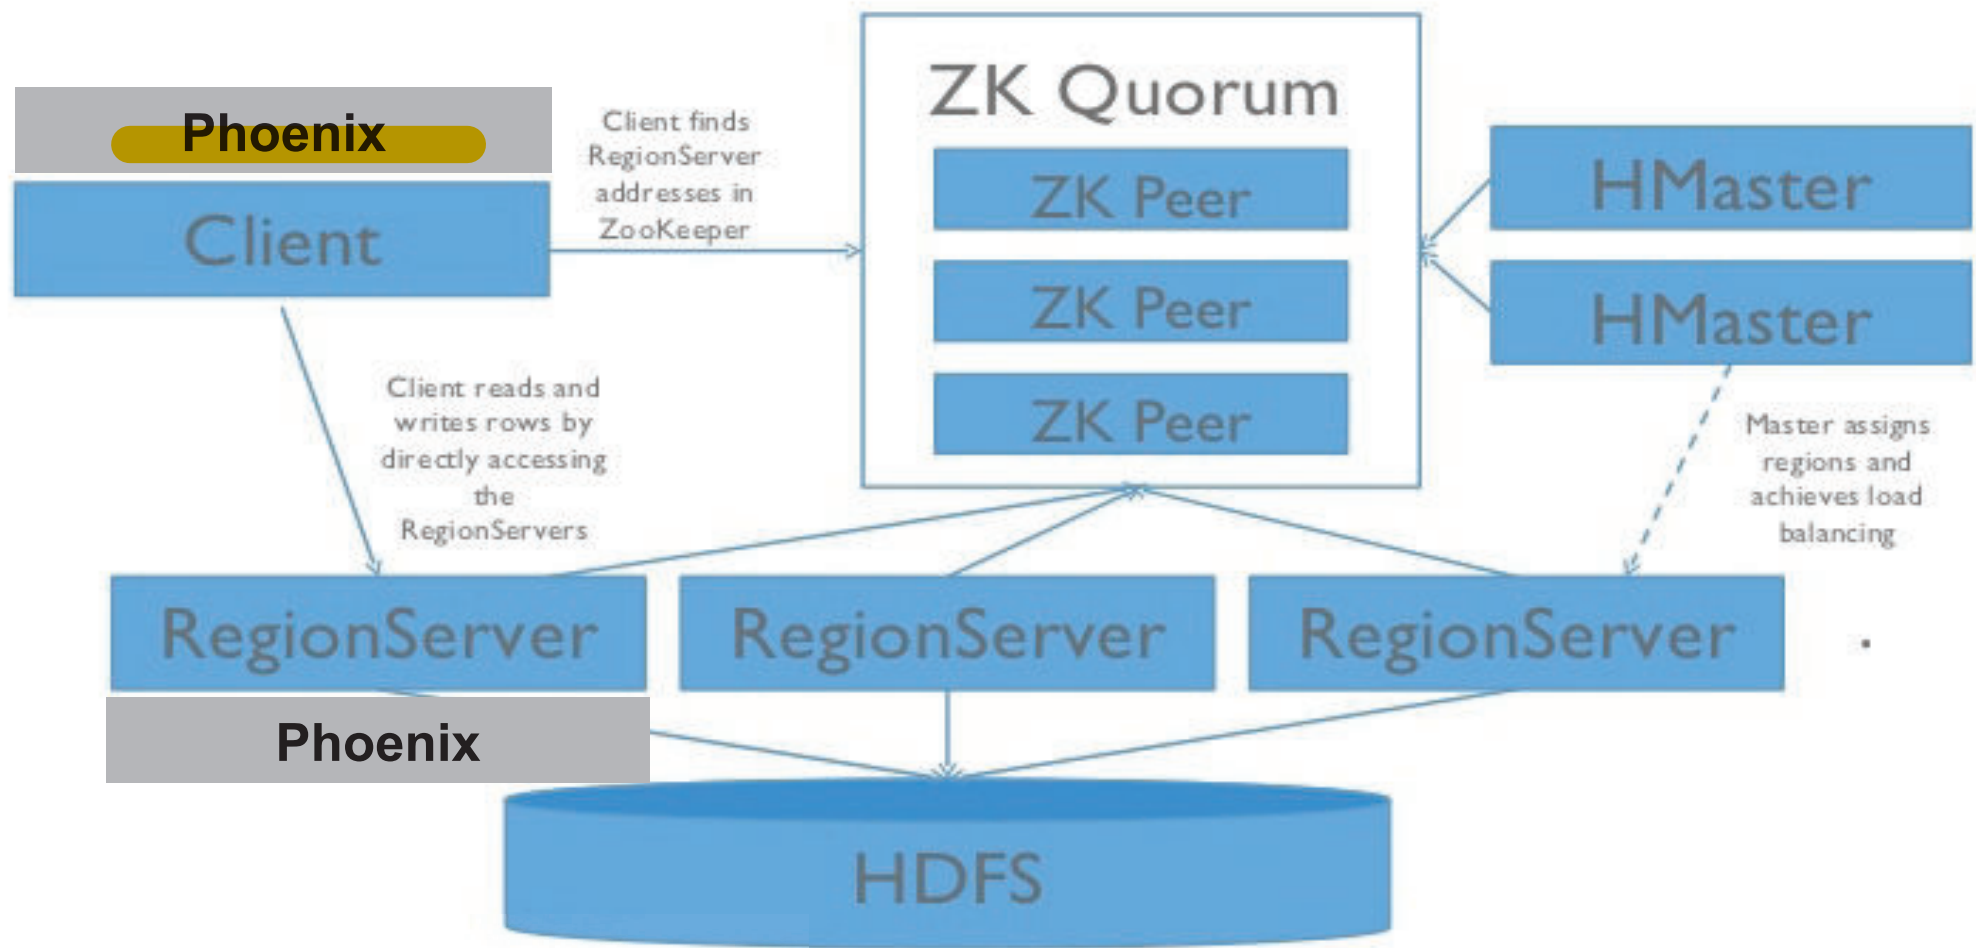 Phoenix
Client
Client finds
RegionServer
addresses in
ZooKeeper
ZK Quorum
ZK Peer
ZK Peer
ZK Peer
HMaster
HMaster
Client reads and
writes rows by
directly accessing
the
RegionServers
Master assigns
regions and
achieves load
balancing
RegionServer
RegionServer
RegionServer
.
Phoenix
HDFS